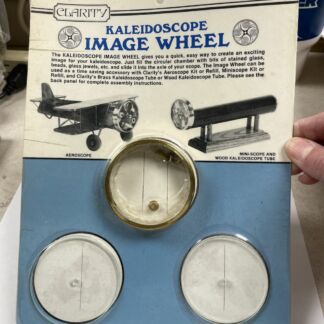 CLARITY
KALEIDOSCOPE
IMAGE WHEEL
The KALEIDOSCOPE IMAGE WHEEL gives you a quick, easy way to create an exciting
image for your kaleidoscope. Just fill the circular chamber with bits of stained glass,
beads, glass jewels, etc. and slide it into the axle of your scope. The Image Wheel can be
used as a time saving accessory with Clarity's Aeroscope Kit or Refill, Miniscope Kit or
Refill, and Clarity's Brass Kaleidoscope Tube or Wood Kaleidoscope Tube. Please see the
back panel for complete assembly instructions.
AEROSCOPE
MINI-SCOPE AND
WOOD KALEIDOSCOPE TUBE